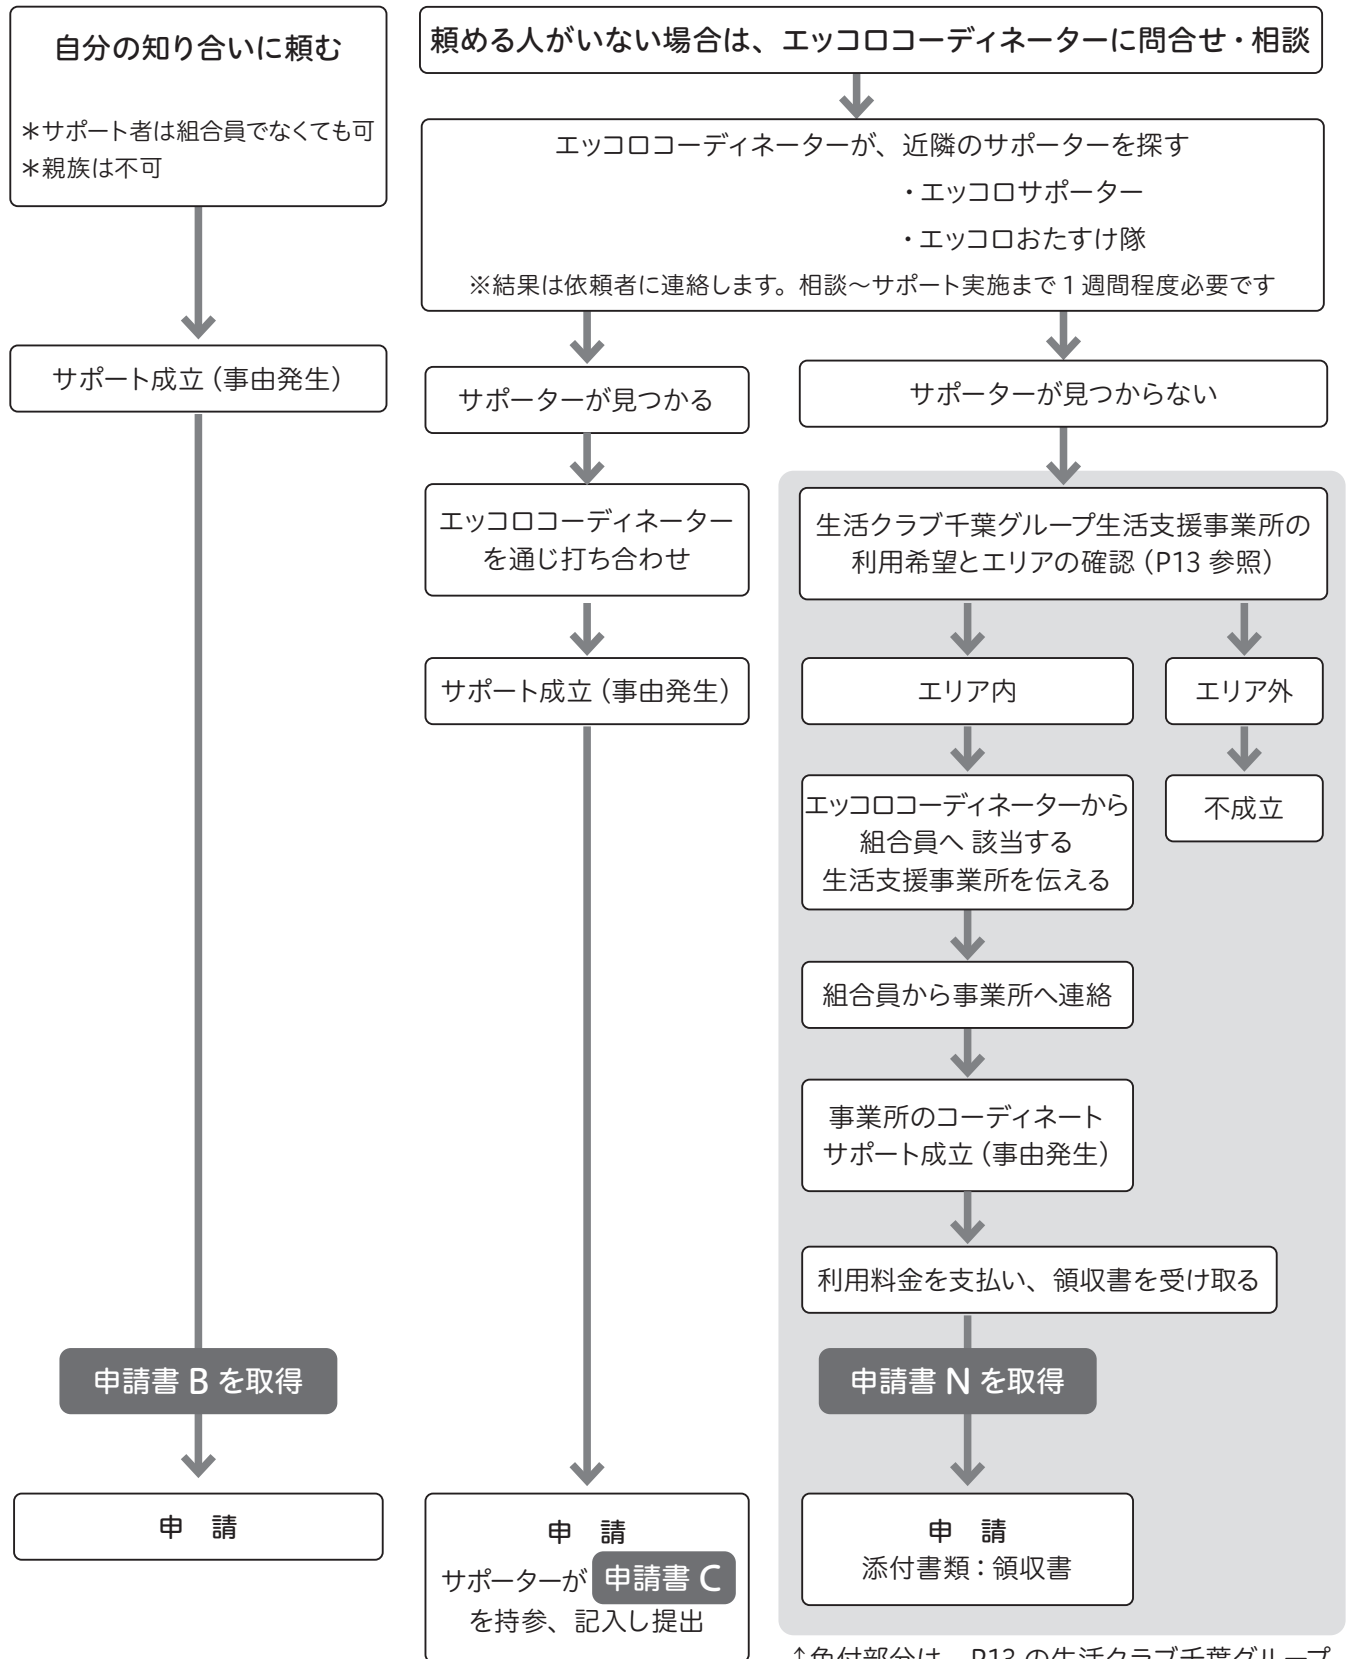 自分の知り合いに頼む
＊サポート者は組合員でなくても可
＊親族は不可
サポート成立（事由発生）
申請書 B を取得
申　請
頼める人がいない場合は、エッコロコーディネーターに問合せ・相談
エッコロコーディネーターが、近隣のサポーターを探す
・エッコロサポーター
・エッコロおたすけ隊
※結果は依頼者に連絡します。相談～サポート実施まで１週間程度必要です
サポーターが見つかる
エッコロコーディネーター
を通じ打ち合わせ
サポート成立（事由発生）
申　請
サポーターが 申請書 C
を持参、記入し提出
サポーターが見つからない
生活クラブ千葉グループ生活支援事業所の
利用希望とエリアの確認（P13 参照）
エリア内
エリア外
不成立
エッコロコーディネーターから
組合員へ 該当する
生活支援事業所を伝える
組合員から事業所へ連絡
事業所のコーディネート
サポート成立（事由発生）
利用料金を支払い、領収書を受け取る
申請書 N を取得
申　請
添付書類：領収書
↑色付部分は、P13 の生活クラブ千葉グループ